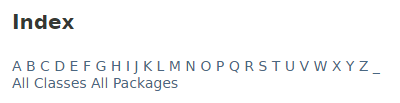 Index
A B C D E F G H I J K L M N O P Q R S T U V W X Y Z _
All Classes All Packages